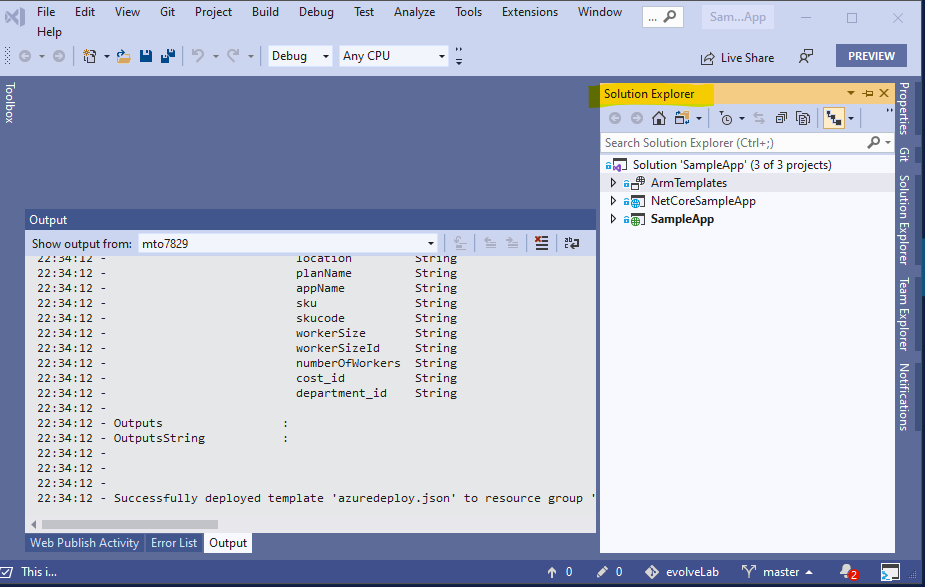 File Edit View Git Project Build Debug Test Analyze Tools Extensions Window ... Sam...App
Help
Debug Any CPU Live Share PREVIEW
Toolbox
Solution Explorer
Search Solution Explorer (Ctrl+;)
Solution 'SampleApp' (3 of 3 projects)
ArmTemplates
NetCoreSampleApp
SampleApp
Properties
Git
Solution Explorer
Team Explorer
Notifications
Output
Show output from: mto7829
22:34:12 - location String
22:34:12 - planName String
22:34:12 - appName String
22:34:12 - sku String
22:34:12 - skucode String
22:34:12 - workerSize String
22:34:12 - workerSizeId String
22:34:12 - numberOfWorkers String
22:34:12 - cost_id String
22:34:12 - department_id String
22:34:12 -
22:34:12 - Outputs :
22:34:12 - OutputsString :
22:34:12 -
22:34:12 -
22:34:12 -
22:34:12 - Successfully deployed template 'azuredeploy.json' to resource group '
Web Publish Activity Error List Output
This i... 0 0 evolveLab master 2